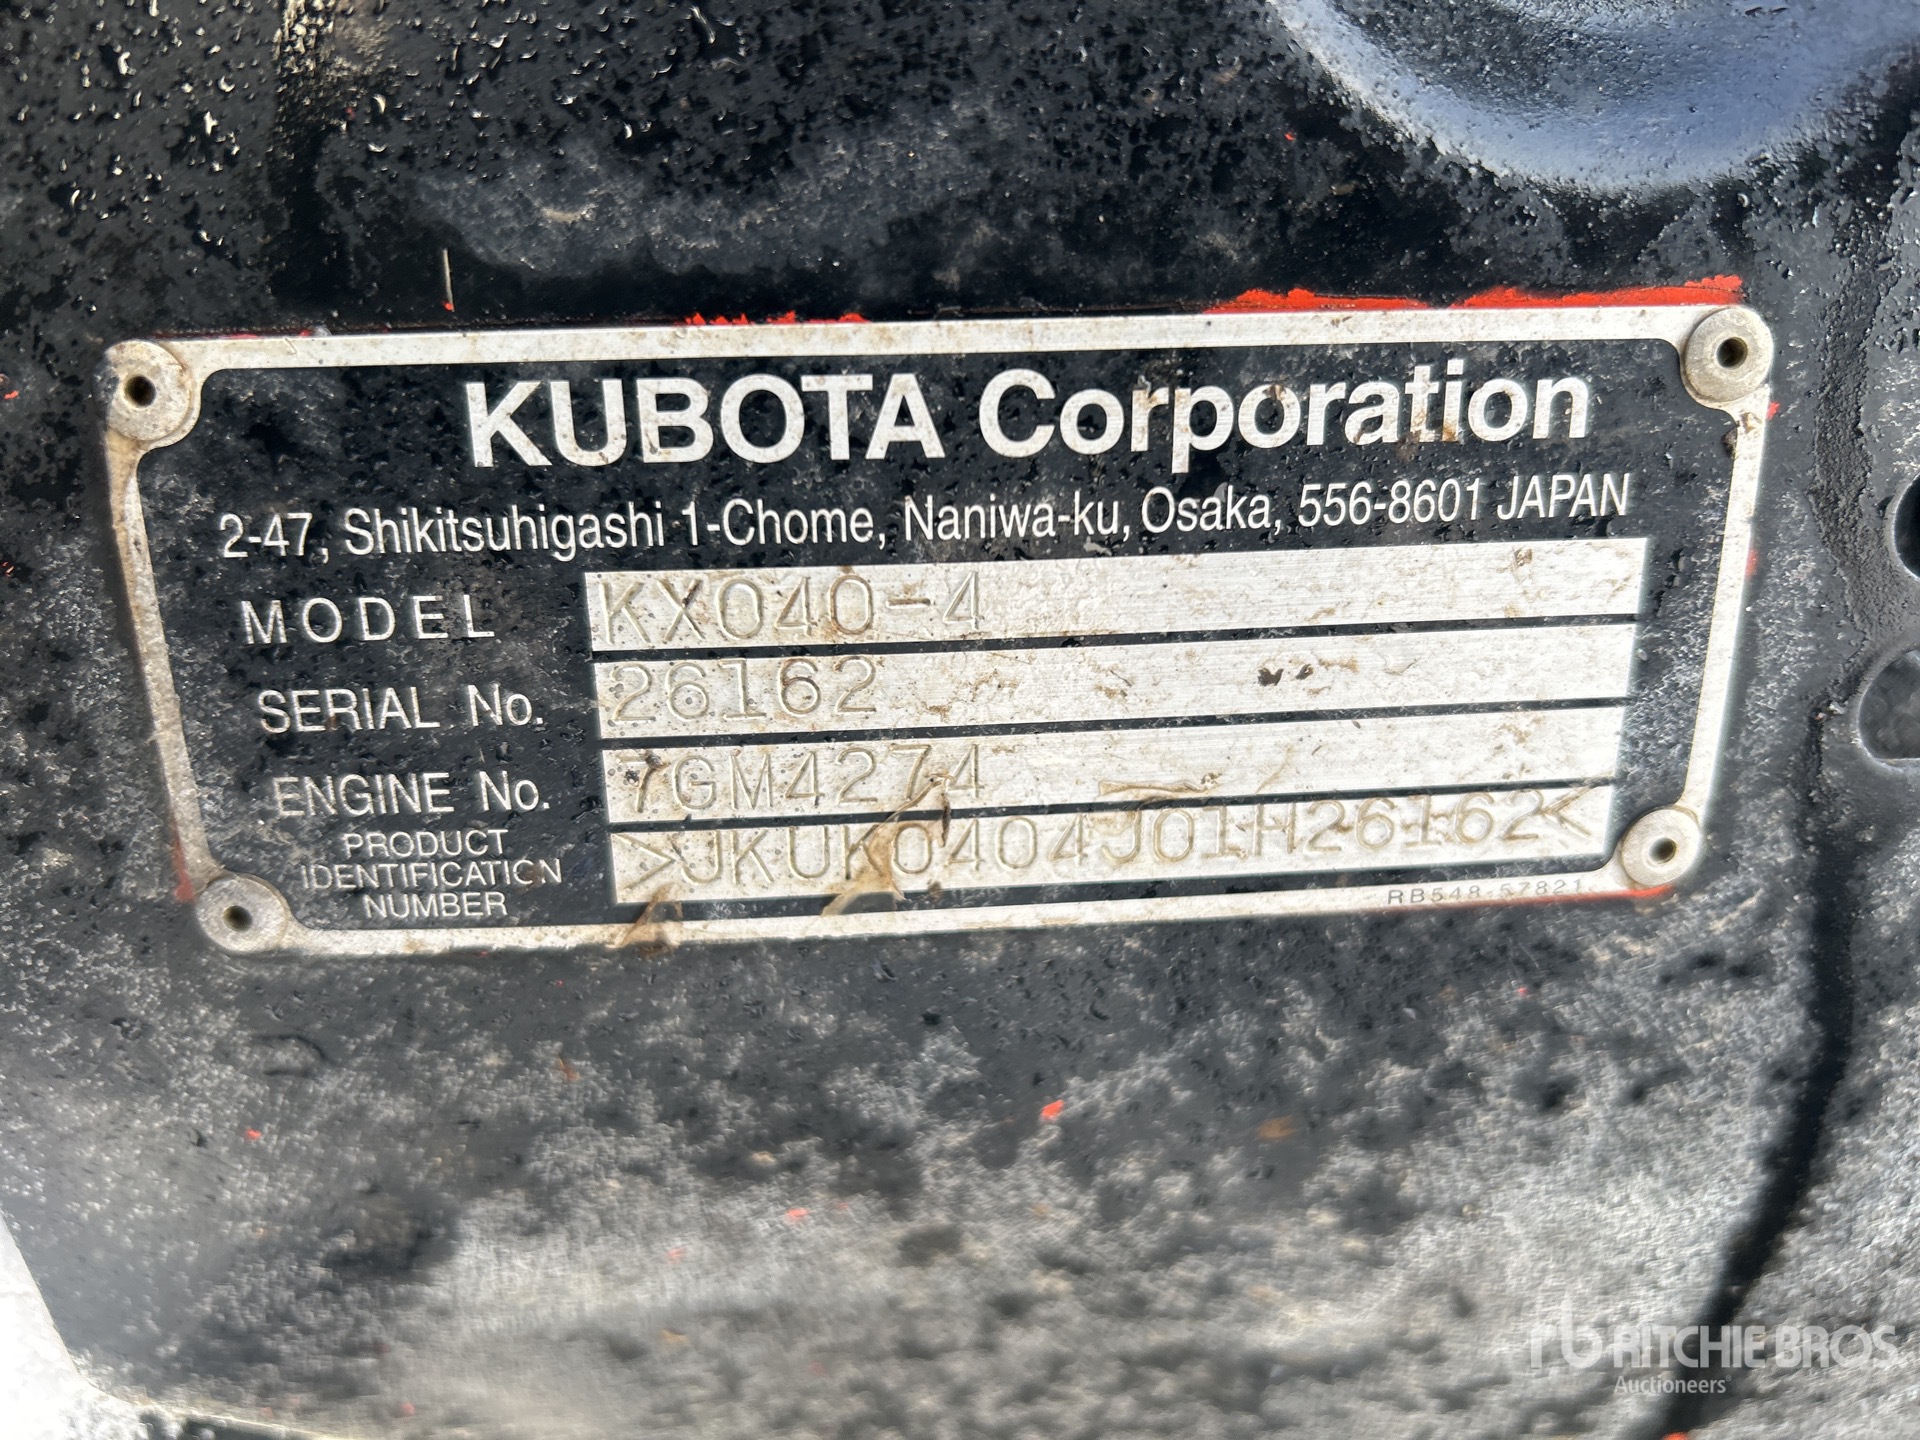 KUBOTA Corporation
2-47, Shikitsuhigashi 1-Chome, Naniwa-ku, Osaka, 556-8601 JAPAN
MODEL KX040-4
SERIAL No. 26162
ENGINE No. 7GM4274
PRODUCT
IDENTIFICATION
NUMBER
>JKUK0404J01H26162<
RB548-57821
rb RITCHIE BROS
Auctioneers